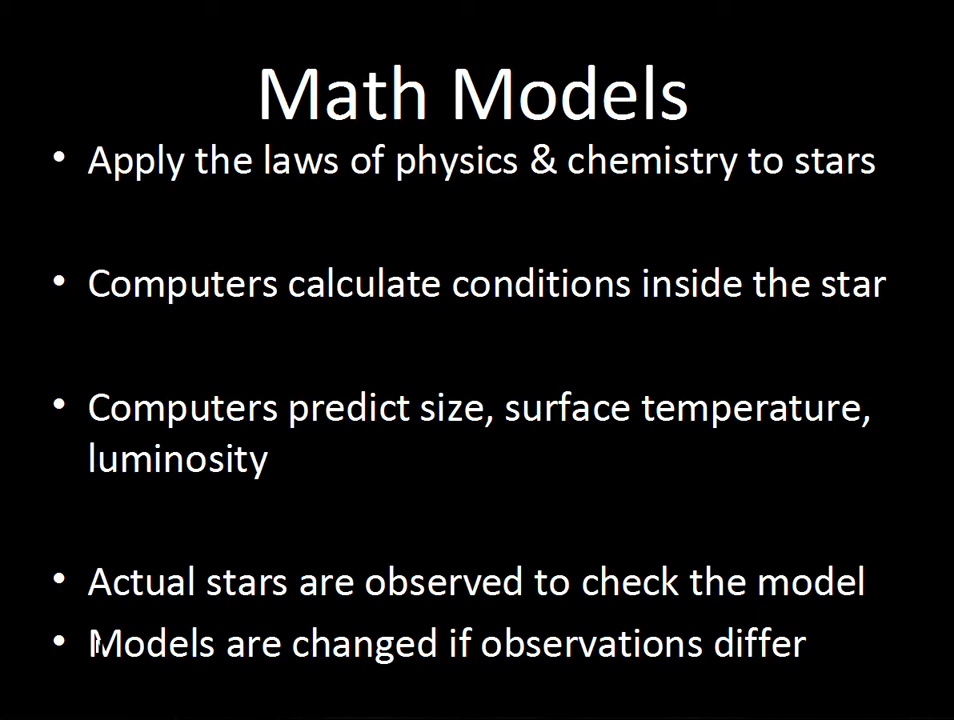 Math Models
• Apply the laws of physics & chemistry to stars
• Computers calculate conditions inside the star
• Computers predict size, surface temperature,
luminosity
• Actual stars are observed to check the model
• Models are changed if observations differ